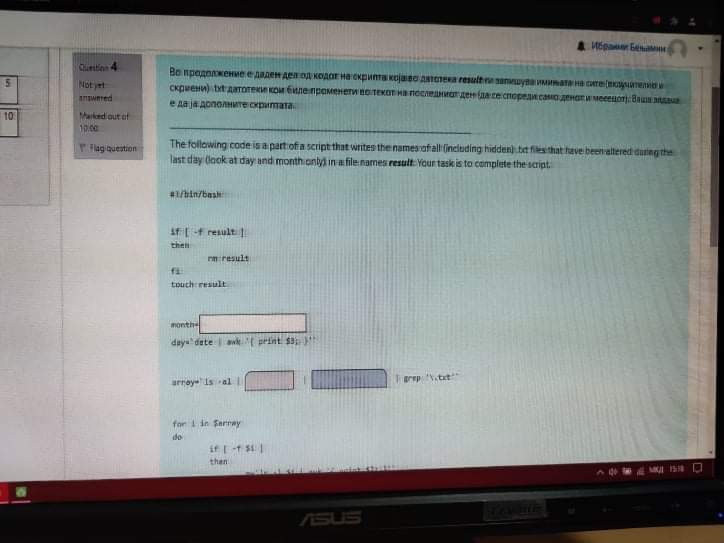 Ибраими Бењамин
Question 4
Not yet
answered
Marked out of
10.00
Flag question
5
10
Во продолжение е даден дел од кодот на скрипта која во датотека result ги запишува имињата на сите (вклучително и
скриени) .txt датотеки кои биле променети во текот на последниот ден (да се спореди само денот и месецот). Ваша задача
е да ја дополните скриптата.
The following code is a part of a script that writes the names of all (including hidden) .txt files that have been altered during the
last day (look at day and month only) in a file names result. Your task is to complete the script.
#!/bin/bash
if [ -f result ]
then
rm result
fi
touch result
month=
day=`date | awk '{ print $3; }'`
array=`ls -al | | | grep '\.txt'`
for i in $array
do
if [ -f $i ]
then
МКД 15:18
ASUS